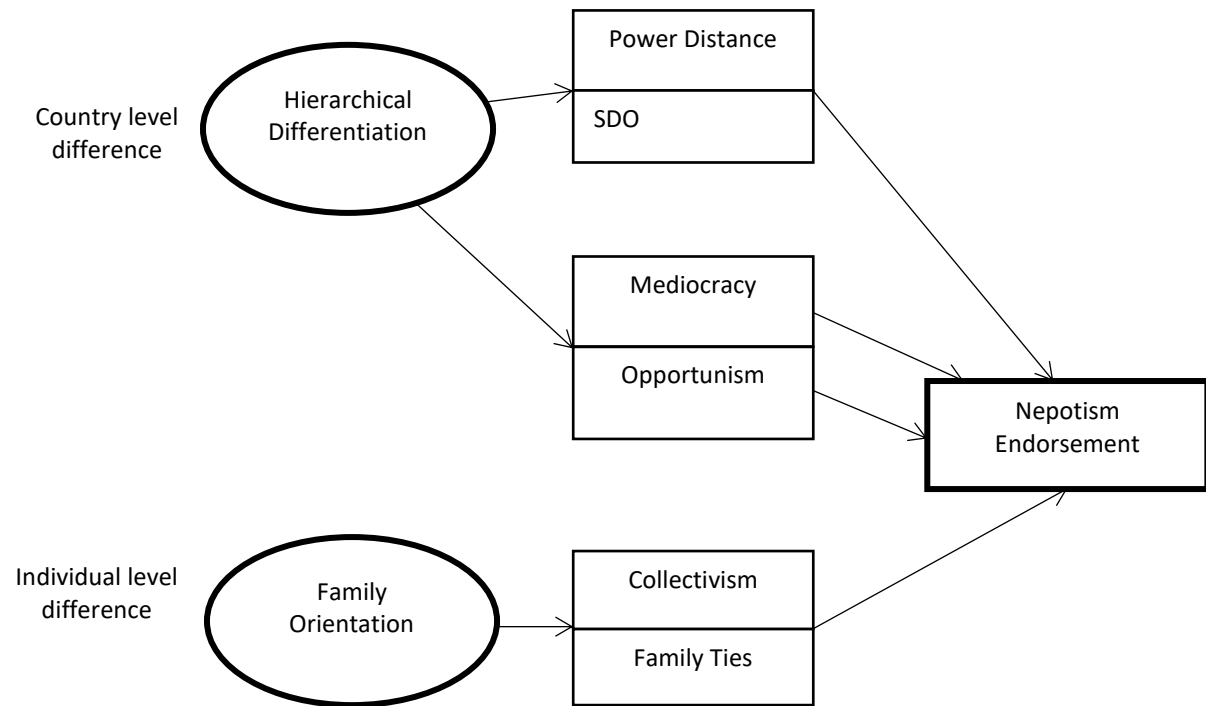 Country level
difference
Hierarchical
Differentiation
Power Distance
SDO
Mediocracy
Opportunism
Nepotism
Endorsement
Individual level
difference
Family
Orientation
Collectivism
Family Ties